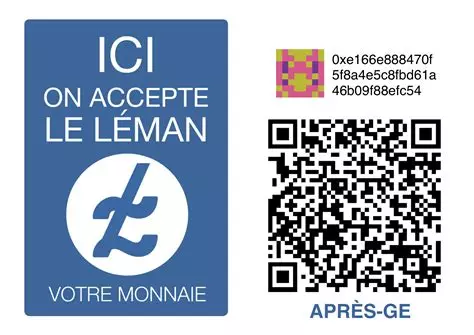 ICI
ON ACCEPTE
LE LÉMAN
VOTRE MONNAIE
0xe166e888470f
5f8a4e5c8fbd61a
46b09f88efc54
APRÈS-GE